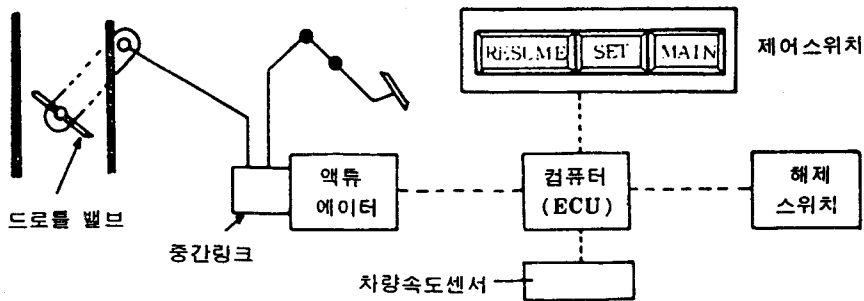 RESUME SET MAIN
제어스위치
액튜
에이터
컴퓨터
(ECU)
해제
스위치
드로틀 밸브
중간링크
차량속도센서